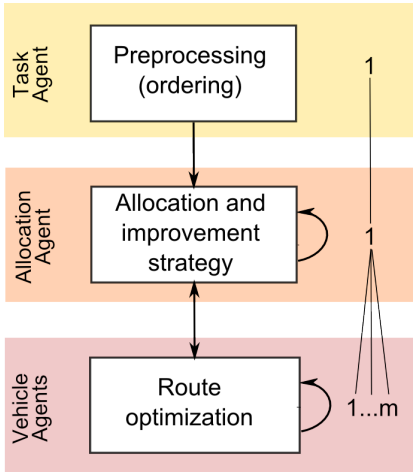 Task
Agent
Preprocessing
(ordering)
1
Allocation
Agent
Allocation and
improvement
strategy
1
Vehicle
Agents
Route
optimization
1...m